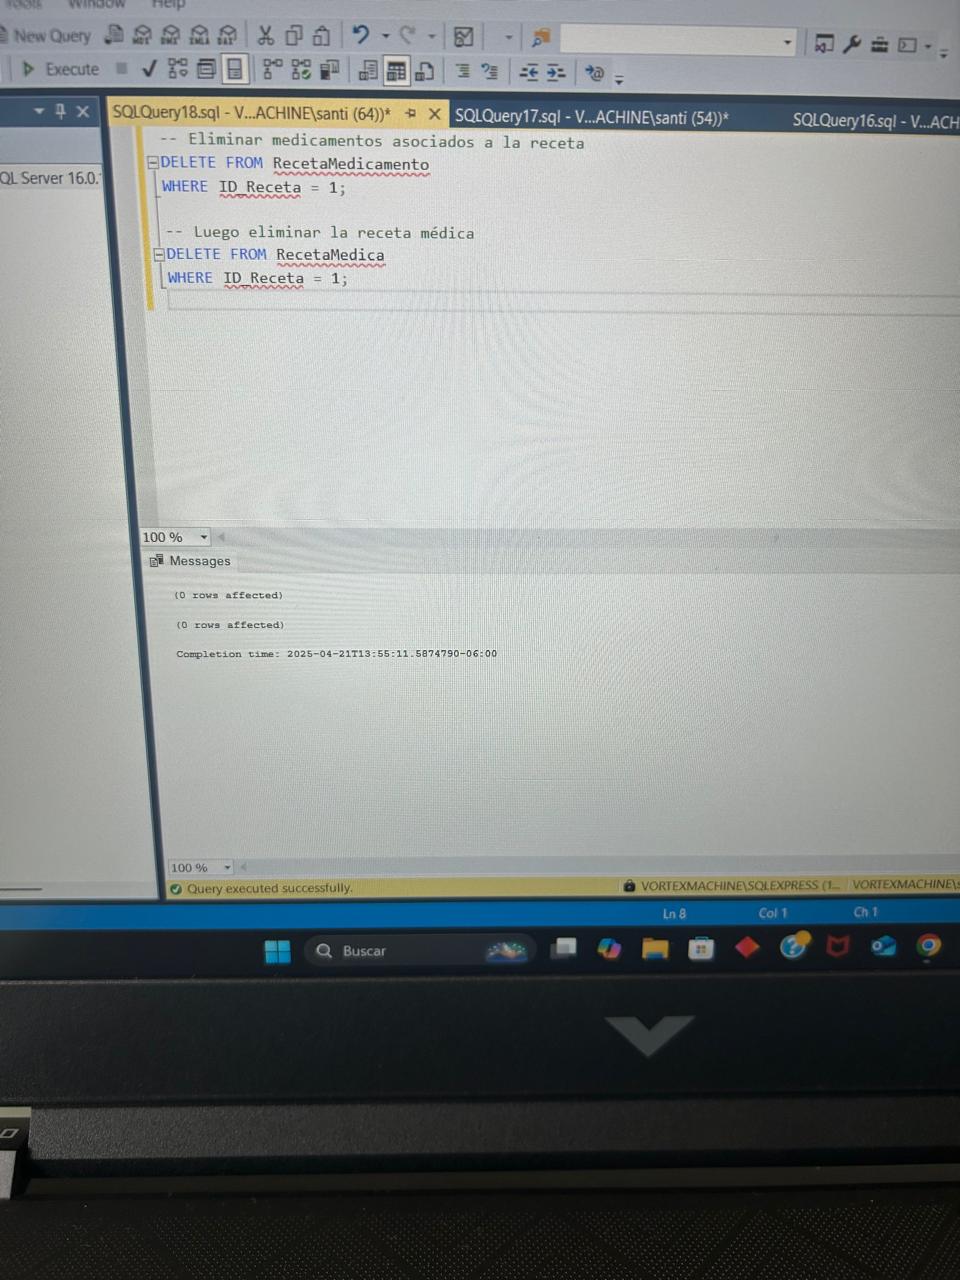 Tools Window Help
New Query
Execute
SQLQuery18.sql - V...ACHINE\santi (64))* SQLQuery17.sql - V...ACHINE\santi (54))* SQLQuery16.sql - V...ACH
QL Server 16.0.
-- Eliminar medicamentos asociados a la receta
DELETE FROM RecetaMedicamento
WHERE ID_Receta = 1;
-- Luego eliminar la receta médica
DELETE FROM RecetaMedica
WHERE ID_Receta = 1;
100 %
Messages
(0 rows affected)
(0 rows affected)
Completion time: 2025-04-21T13:55:11.5874790-06:00
100 %
Query executed successfully. VORTEXMACHINE\SQLEXPRESS (1... VORTEXMACHINE\s
Ln 8 Col 1 Ch 1
Buscar